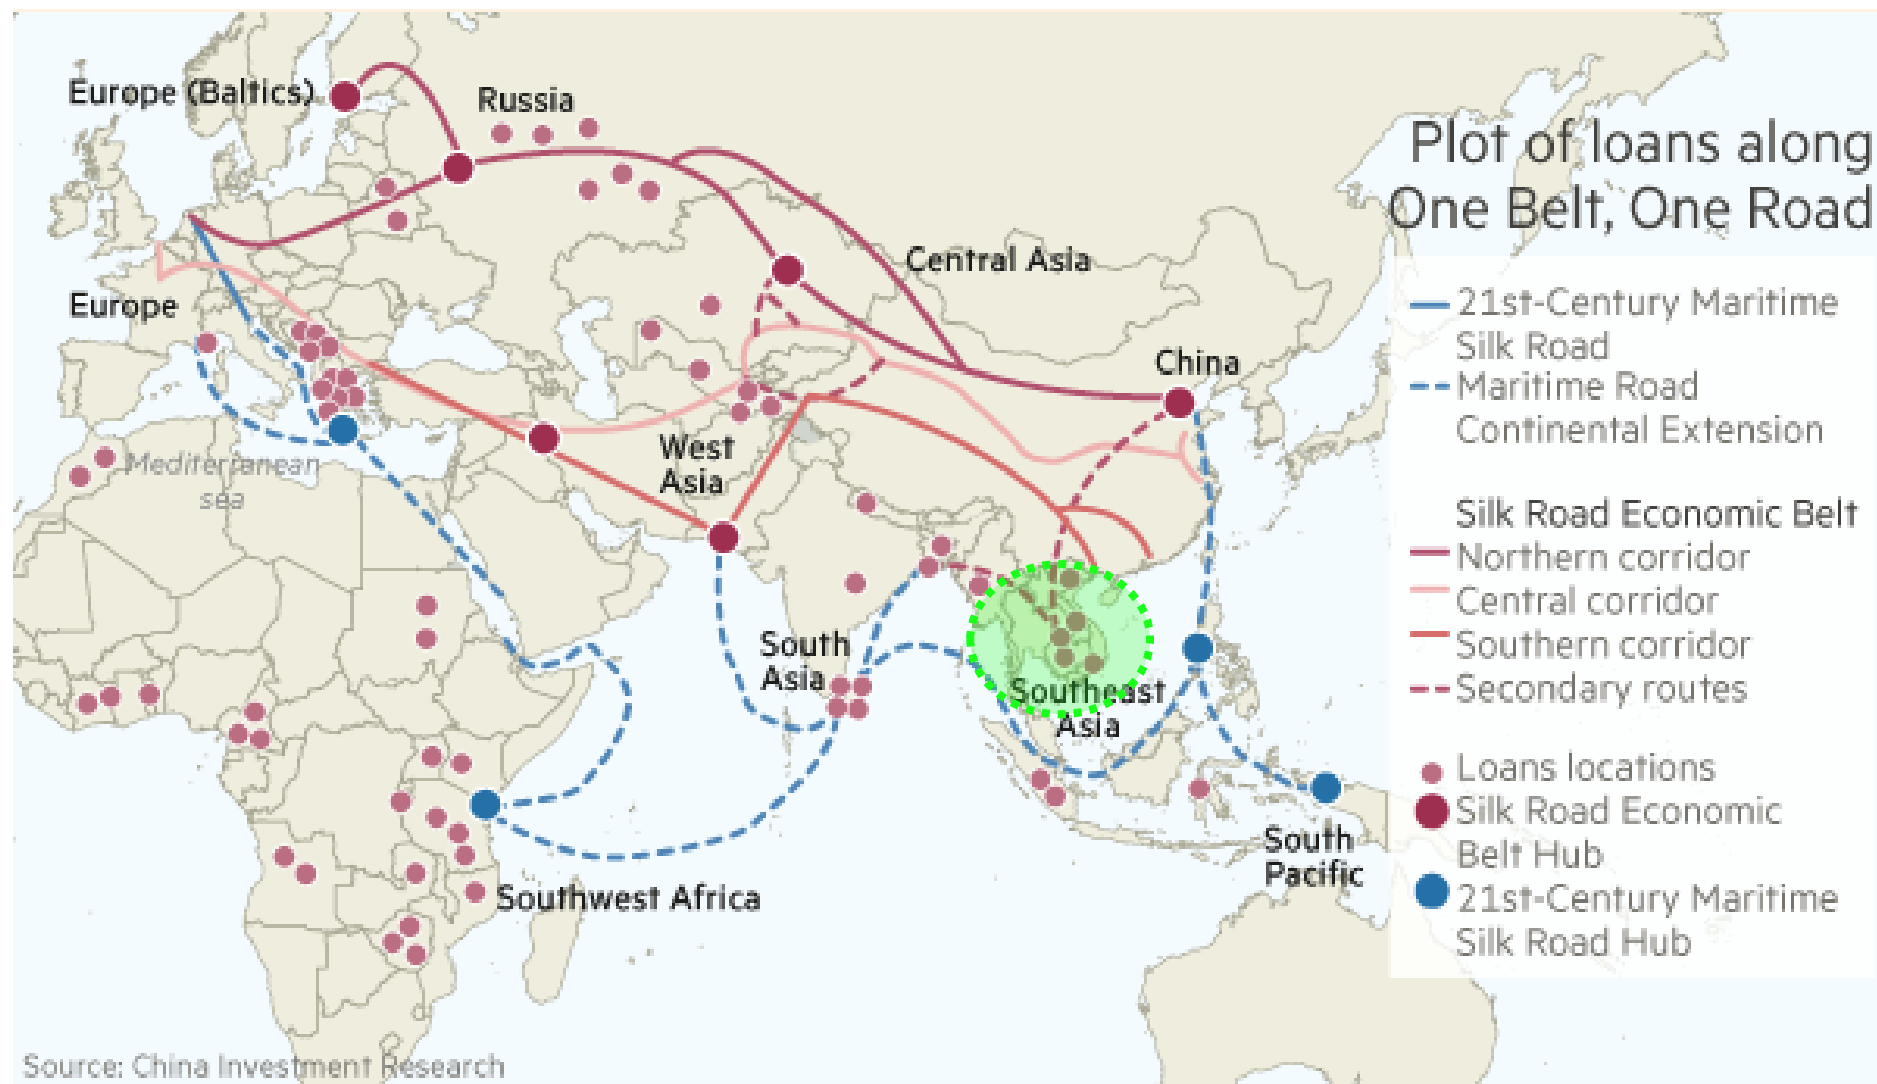 Europe (Baltics)
Russia
Plot of loans along
One Belt, One Road
Central Asia
Europe
21st-Century Maritime
Silk Road
China
Maritime Road
Continental Extension
West
Asia
Mediterranean
sea
Silk Road Economic Belt
Northern corridor
Central corridor
Southern corridor
Secondary routes
South
Asia
Southeast
Asia
Loans locations
Silk Road Economic
Belt Hub
South
Pacific
21st-Century Maritime
Silk Road Hub
Southwest Africa
Source: China Investment Research